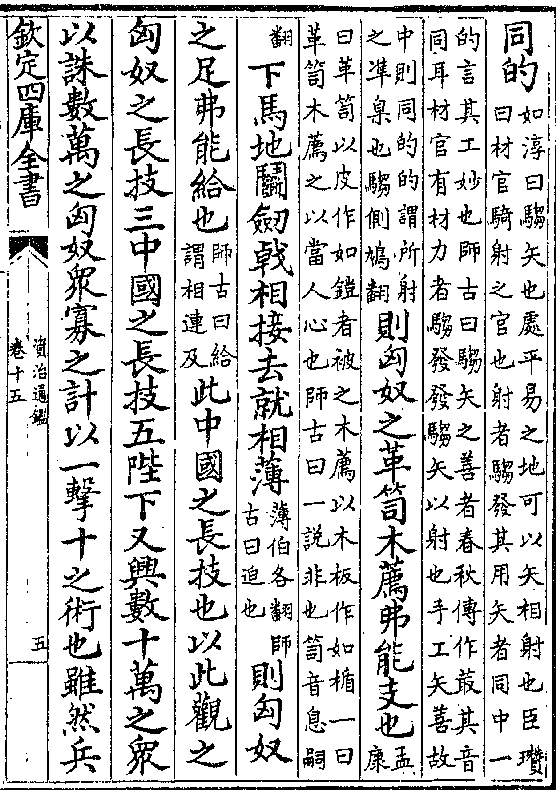 同的
如淳曰騶矢也處平易之地可以矢相射也臣瓚
曰材官騎射之官也射者騶發其用矢者同中一
的言其工妙也師古曰騶矢之善者春秋傳作菆其音
同耳材官有材力者騶發發騶矢以射也手工矢善故
中則同的的謂所射
之凖臬也騶側鳩翻
則匈奴之革笥木薦弗能支也
孟
康
曰革笥以皮作如鎧者被之木薦以木板作如楯一曰
革笥木薦之以當人心也師古曰一說非也笥音息嗣
翻
下馬地鬭劒戟相接去就相薄
薄伯各翻師
古曰迫也
則匈奴
之足弗能給也
師古曰給
謂相連及
此中國之長技也以此觀之
匈奴之長技三中國之長技五陛下又興數十萬之衆
以誅數萬之匈奴衆寡之計以一擊十之術也雖然兵
欽定四庫全書
資治通鑑
卷十五
五